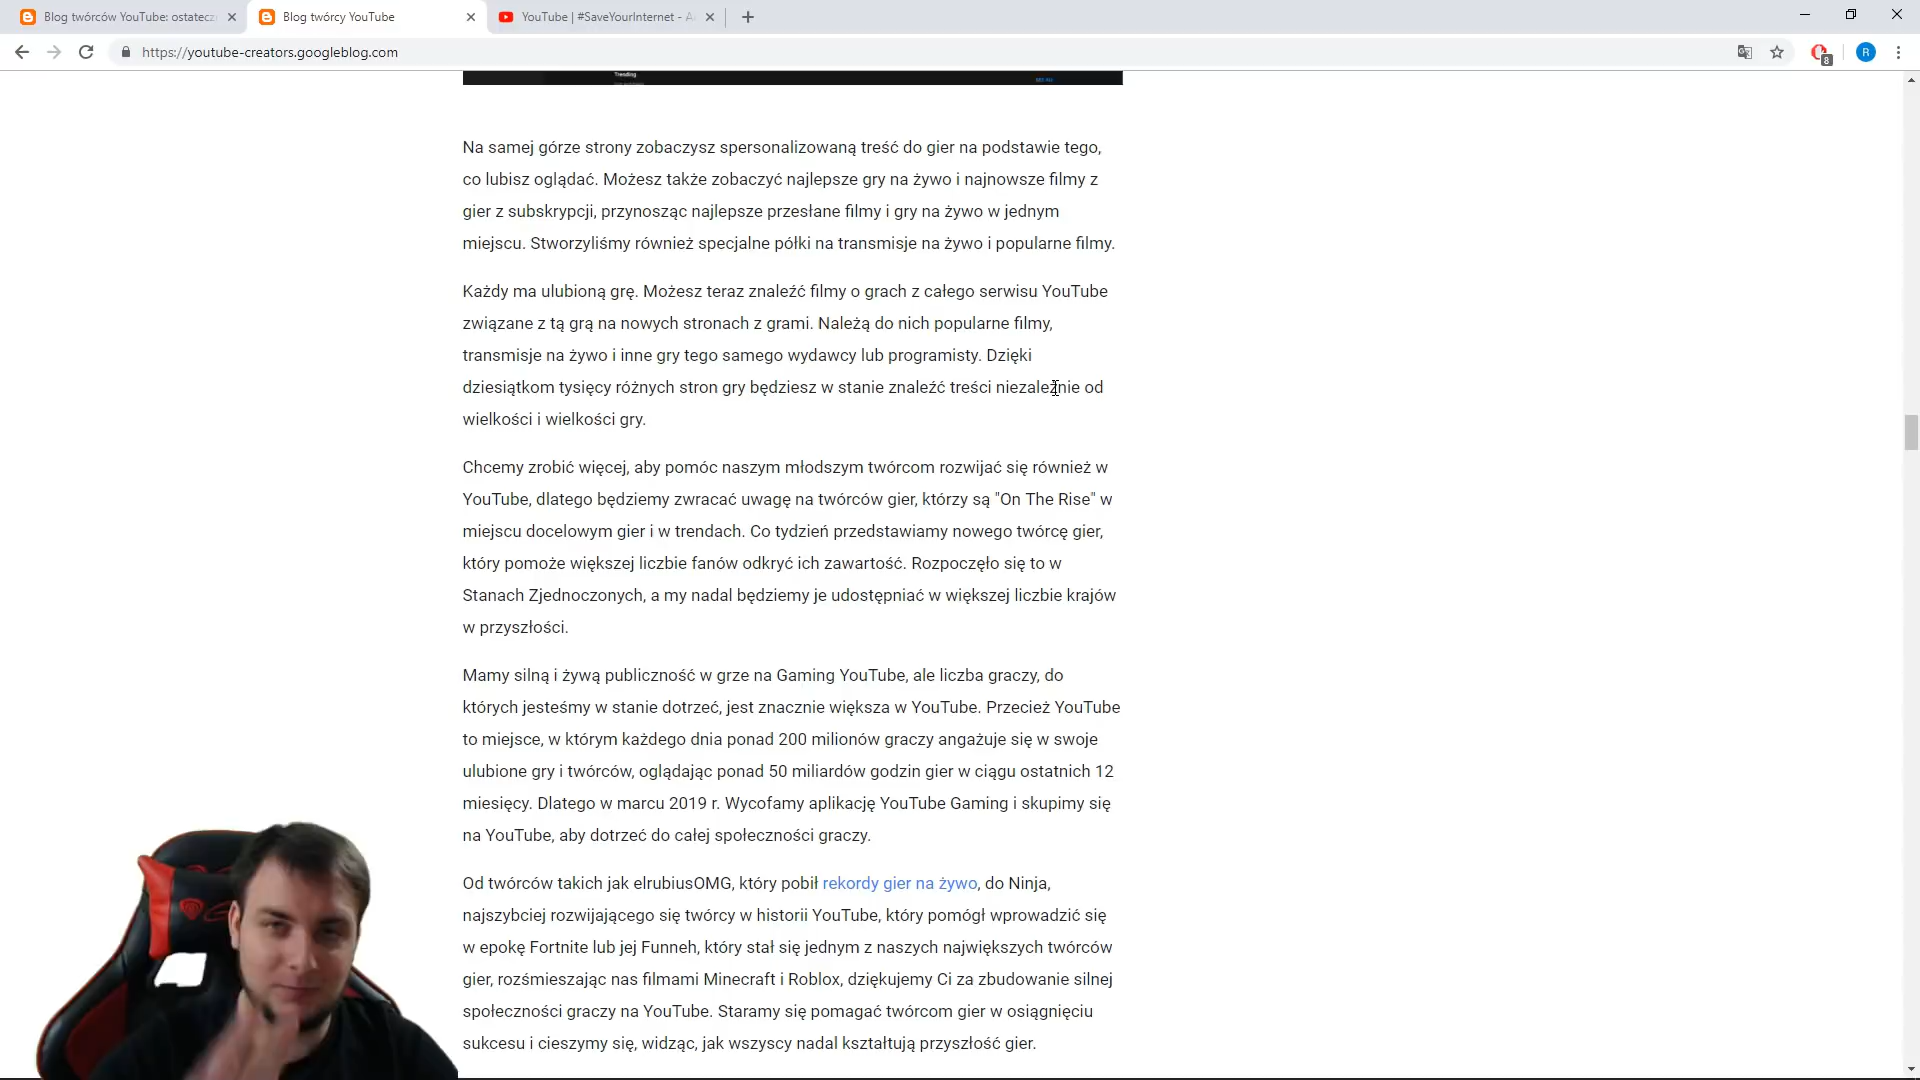 Blog twórców YouTube: ostatecz
Blog twórcy YouTube
YouTube | #SaveYourInternet - A
https://youtube-creators.googleblog.com
8
R
Trending
Na samej górze strony zobaczysz spersonalizowaną treść do gier na podstawie tego,
co lubisz oglądać. Możesz także zobaczyć najlepsze gry na żywo i najnowsze filmy z
gier z subskrypcji, przynosząc najlepsze przesłane filmy i gry na żywo w jednym
miejscu. Stworzyliśmy również specjalne półki na transmisje na żywo i popularne filmy.
Każdy ma ulubioną grę. Możesz teraz znaleźć filmy o grach z całego serwisu YouTube
związane z tą grą na nowych stronach z grami. Należą do nich popularne filmy,
transmisje na żywo i inne gry tego samego wydawcy lub programisty. Dzięki
dziesiątkom tysięcy różnych stron gry będziesz w stanie znaleźć treści niezależnie od
wielkości i wielkości gry.
Chcemy zrobić więcej, aby pomóc naszym młodszym twórcom rozwijać się również w
YouTube, dlatego będziemy zwracać uwagę na twórców gier, którzy są "On The Rise" w
miejscu docelowym gier i w trendach. Co tydzień przedstawiamy nowego twórcę gier,
który pomoże większej liczbie fanów odkryć ich zawartość. Rozpoczęło się to w
Stanach Zjednoczonych, a my nadal będziemy je udostępniać w większej liczbie krajów
w przyszłości.
Mamy silną i żywą publiczność w grze na Gaming YouTube, ale liczba graczy, do
których jesteśmy w stanie dotrzeć, jest znacznie większa w YouTube. Przecież YouTube
to miejsce, w którym każdego dnia ponad 200 milionów graczy angażuje się w swoje
ulubione gry i twórców, oglądając ponad 50 miliardów godzin gier w ciągu ostatnich 12
miesięcy. Dlatego w marcu 2019 r. Wycofamy aplikację YouTube Gaming i skupimy się
na YouTube, aby dotrzeć do całej społeczności graczy.
Od twórców takich jak elrubiusOMG, który pobił rekordy gier na żywo, do Ninja,
najszybciej rozwijającego się twórcy w historii YouTube, który pomógł wprowadzić się
w epokę Fortnite lub jej Funneh, który stał się jednym z naszych największych twórców
gier, rozśmieszając nas filmami Minecraft i Roblox, dziękujemy Ci za zbudowanie silnej
społeczności graczy na YouTube. Staramy się pomagać twórcom gier w osiągnięciu
sukcesu i cieszymy się, widząc, jak wszyscy nadal kształtują przyszłość gier.